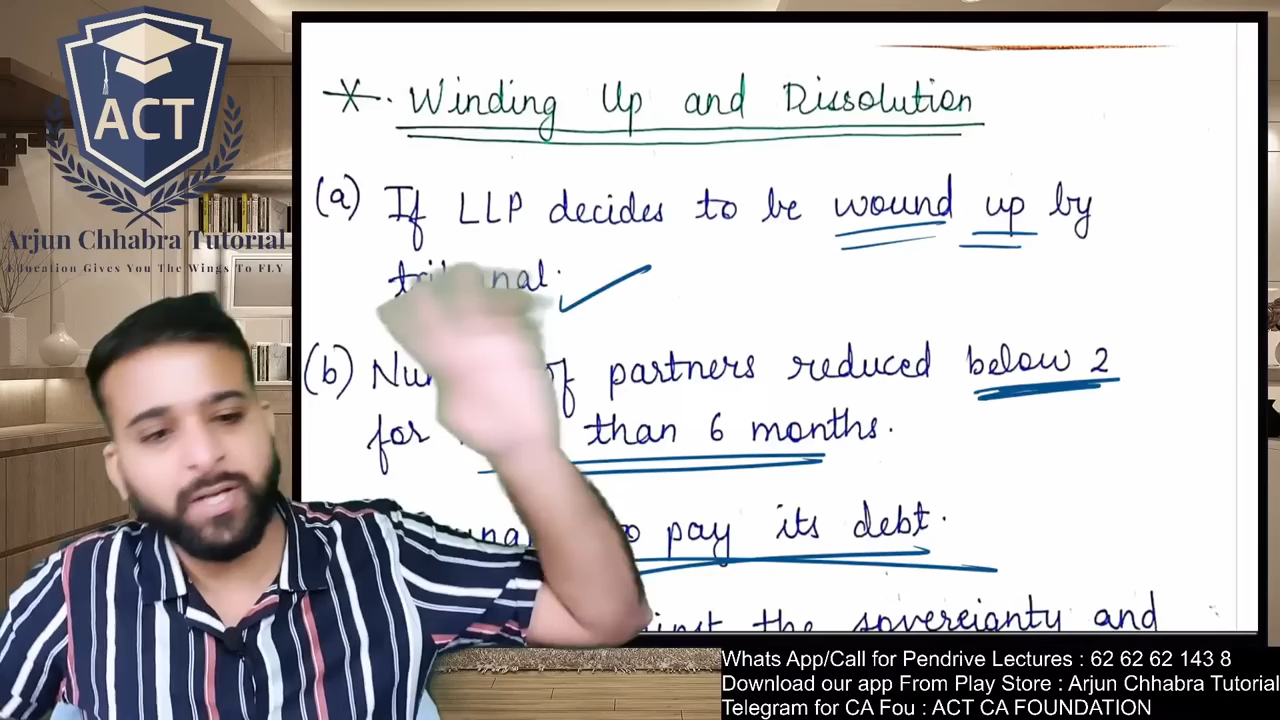 ACT
Arjun Chhabra Tutorial
Education Gives You The Wings To FLY
* Winding Up and Dissolution
(a) If LLP decides to be wound up by
(b) of partners reduced below 2
for than 6 months.
pay its debt.
the sovereignty and
Whats App/Call for Pendrive Lectures : 62 62 62 143 8
Download our app From Play Store : Arjun Chhabra Tutorial
Telegram for CA Fou : ACT CA FOUNDATION